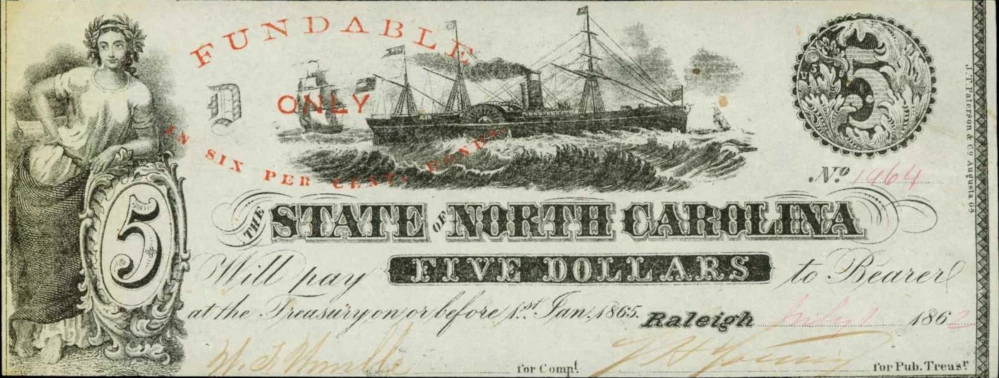 FUNDABLE
ONLY
IN SIX PER CENT. BONDS
D
5
Nº 1464
THE STATE OF NORTH CAROLINA
5
Will pay FIVE DOLLARS to Bearer
at the Treasury on or before 1st. Jan, 1865. Raleigh 1862
for Compt. for Pub. Treasr
J. T. Paterson & Co August